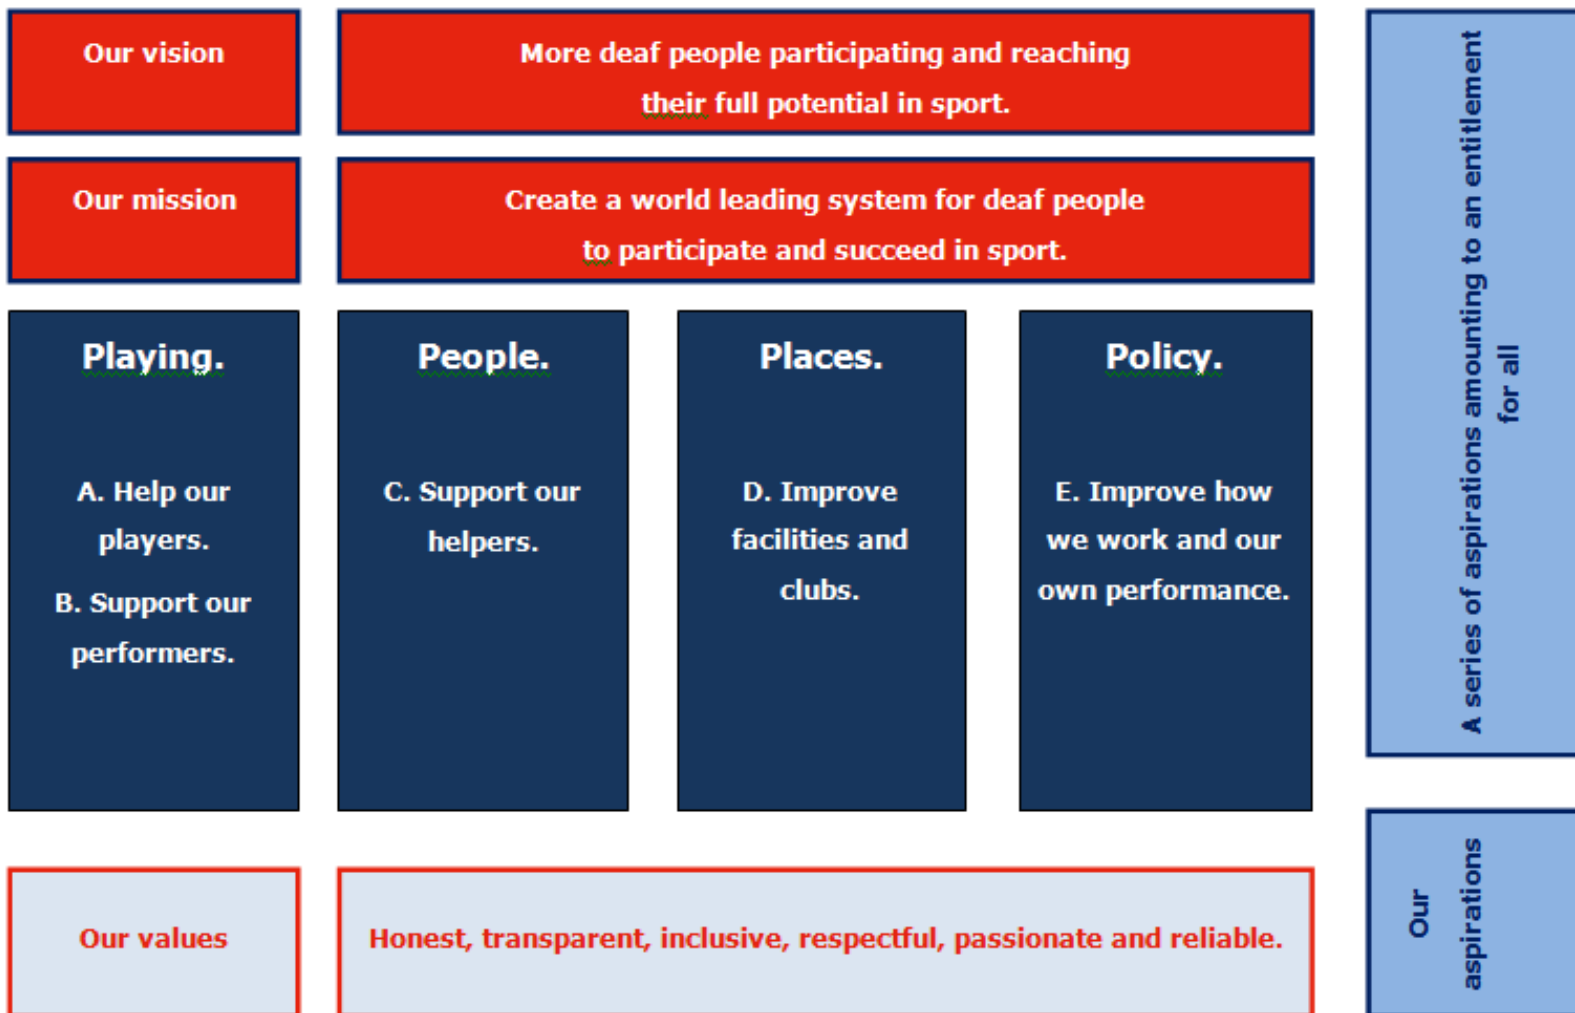 Our vision
More deaf people participating and reaching
their full potential in sport.
Our mission
Create a world leading system for deaf people
to participate and succeed in sport.
Playing.
A. Help our
players.
B. Support our
performers.
People.
C. Support our
helpers.
Places.
D. Improve
facilities and
clubs.
Policy.
E. Improve how
we work and our
own performance.
Our values
Honest, transparent, inclusive, respectful, passionate and reliable.
A series of aspirations amounting to an entitlement
for all
Our
aspirations